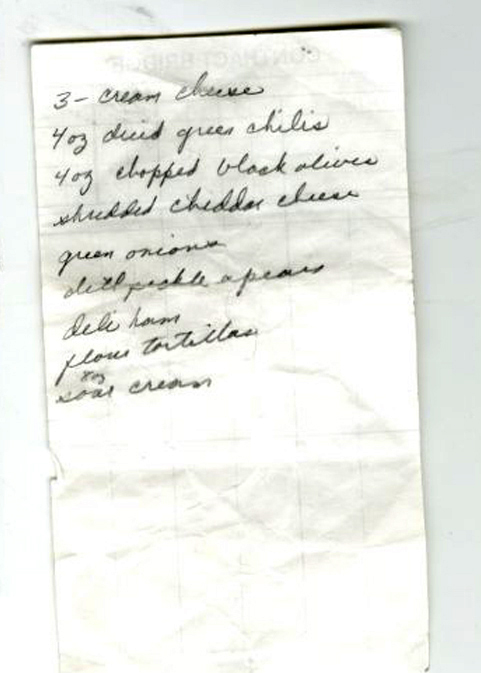 3- cream cheese
4oz diced green chilis
4oz chopped black olives
shredded cheddar cheese
green onions
dill pickle spears
deli ham
flour tortillas
8oz
sour cream